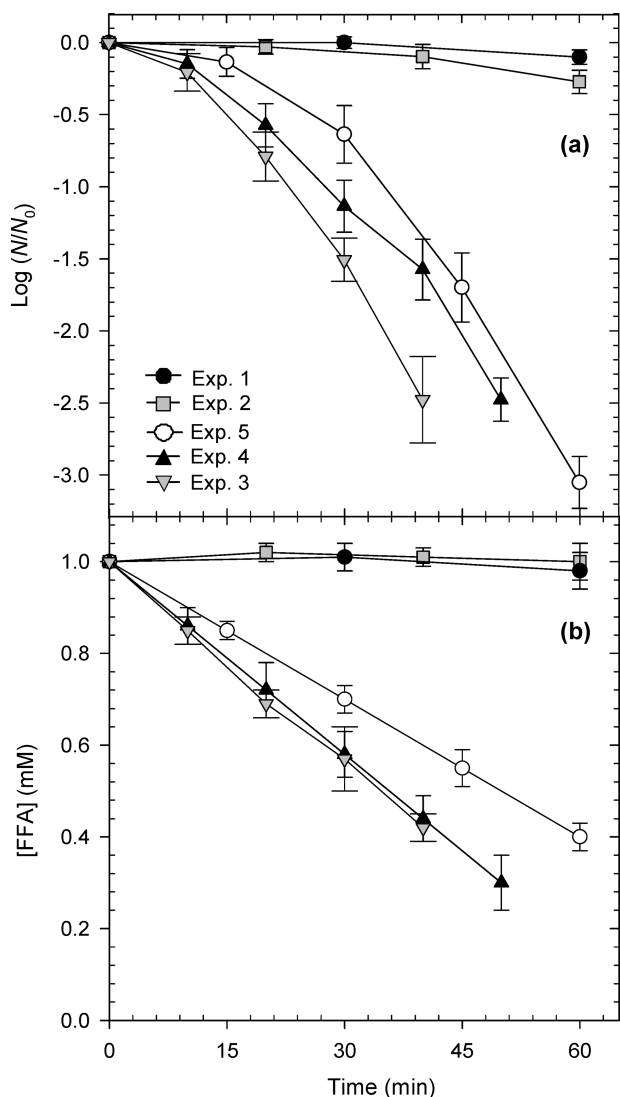 0.0
-0.5
-1.0
-1.5
-2.0
-2.5
-3.0
Log (N/N0)
(a)
Exp. 1
Exp. 2
Exp. 5
Exp. 4
Exp. 3
1.0
0.8
0.6
0.4
0.2
0.0
[FFA] (mM)
(b)
0 15 30 45 60
Time (min)